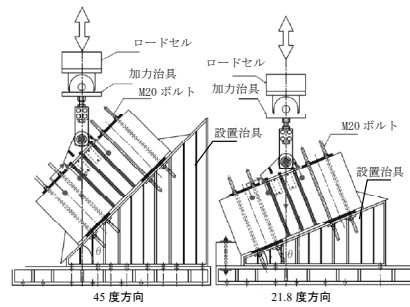 ロードセル
加力治具
M20 ボルト
設置治具
θ
45 度方向
ロードセル
加力治具
M20 ボルト
設置治具
θ
21.8 度方向